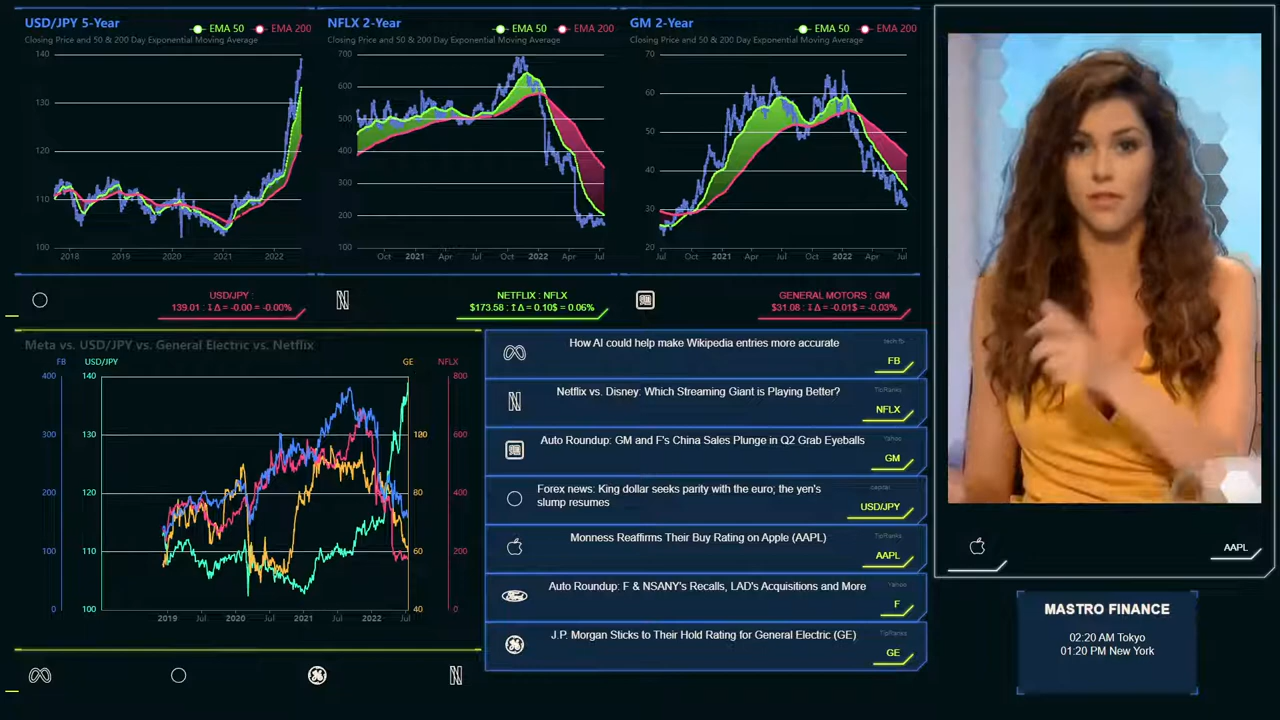 USD/JPY 5-Year
EMA 50
EMA 200
Closing Price and 50 & 200 Day Exponential Moving Average
140
130
120
110
100
2018
2019
2020
2021
2022
NFLX 2-Year
EMA 50
EMA 200
Closing Price and 50 & 200 Day Exponential Moving Average
700
600
500
400
300
200
100
Oct
2021
Apr
Jul
Oct
2022
Apr
Jul
GM 2-Year
EMA 50
EMA 200
Closing Price and 50 & 200 Day Exponential Moving Average
70
60
50
40
30
20
Jul
Oct
2021
Apr
Jul
Oct
2022
Apr
Jul
USD/JPY :
139.01 : I Δ = -0.00 = -0.00%
NETFLIX : NFLX
$173.58 : I Δ = 0.10$ = 0.06%
GENERAL MOTORS : GM
$31.08 : I Δ = -0.01$ = -0.03%
Meta vs. USD/JPY vs. General Electric vs. Netflix
FB
USD/JPY
GE
NFLX
400
300
200
100
0
140
130
120
110
100
100
80
60
40
800
600
400
200
0
2019
Jul
2020
Jul
2021
Jul
2022
Jul
How AI could help make Wikipedia entries more accurate
FB
Netflix vs. Disney: Which Streaming Giant is Playing Better?
TipRanks
NFLX
Auto Roundup: GM and F's China Sales Plunge in Q2 Grab Eyeballs
Yahoo
GM
Forex news: King dollar seeks parity with the euro; the yen's
slump resumes
capital
USD/JPY
Monness Reaffirms Their Buy Rating on Apple (AAPL)
TipRanks
AAPL
Auto Roundup: F & NSANY's Recalls, LAD's Acquisitions and More
Yahoo
F
J.P. Morgan Sticks to Their Hold Rating for General Electric (GE)
TipRanks
GE
AAPL
MASTRO FINANCE
02:20 AM Tokyo
01:20 PM New York